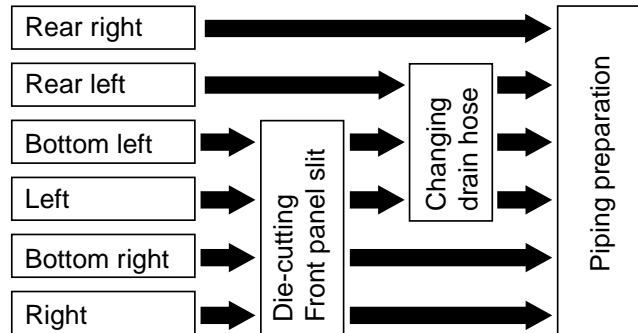 Rear right
Rear left
Bottom left
Left
Bottom right
Right
Die-cutting
Front panel slit
Changing
drain hose
Piping preparation